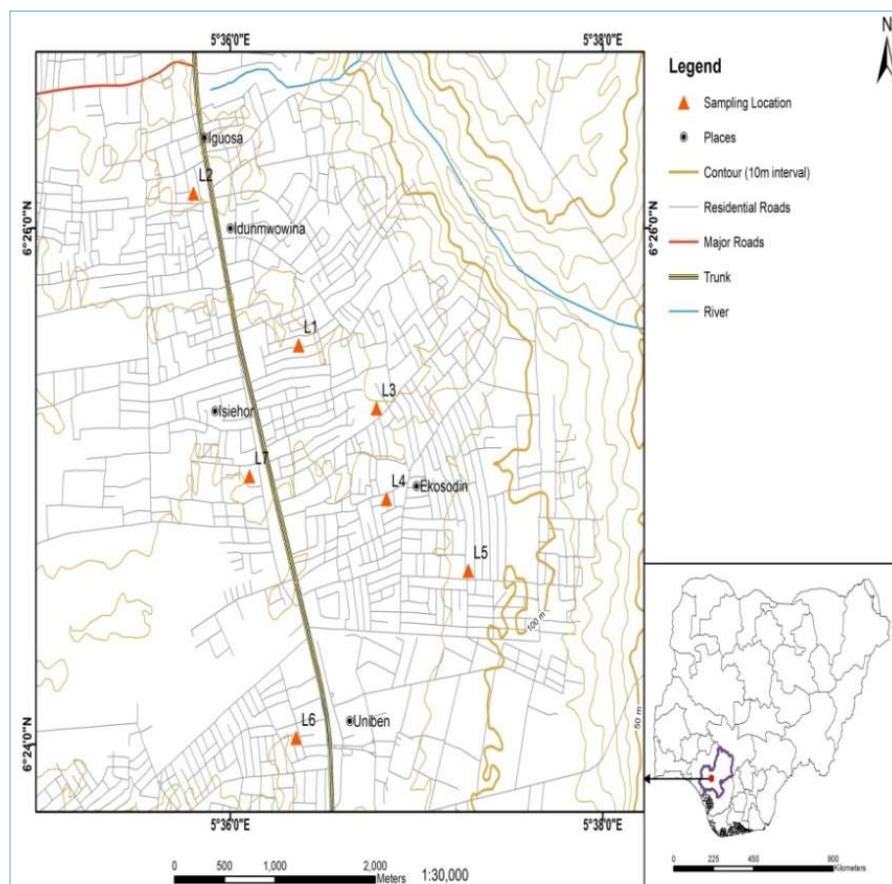 5°36'0"E
5°38'0"E
N
Legend
Sampling Location
Places
Contour (10m interval)
Residential Roads
Major Roads
Trunk
River
Iguosa
L2
Idunmwowina
6°26'0"N
6°26'0"N
L1
L3
Isiehor
L7
L4
Ekosodin
L5
100 m
50 m
L6
Uniben
6°24'0"N
5°36'0"E
5°38'0"E
0 500 1,000 2,000
Meters
1:30,000
0 225 450 900
Kilometers